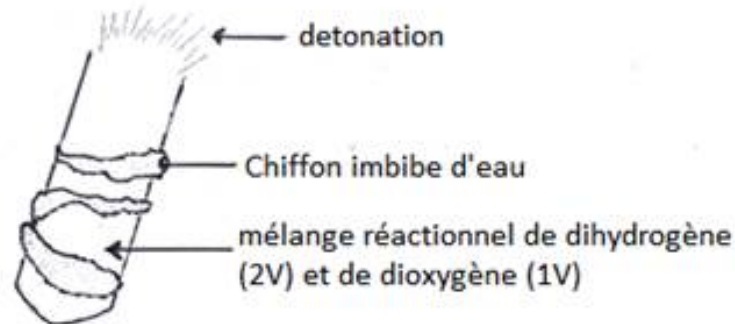 detonation
Chiffon imbibe d'eau
mélange réactionnel de dihydrogène
(2V) et de dioxygène (1V)